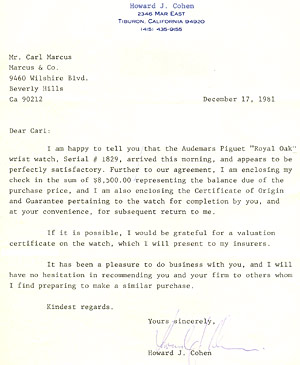 Howard J. Cohen
2346 Mar East
Tiburon, California 94920
(415) 435-9155
Mr. Carl Marcus
Marcus & Co.
9460 Wilshire Blvd.
Beverly Hills
Ca 90212
December 17, 1981
Dear Carl:
I am happy to tell you that the Audemars Piguet "Royal Oak"
wrist watch, Serial # 1829, arrived this morning, and appears to be
perfectly satisfactory. Further to our agreement, I am enclosing my
check in the sum of $8,500.00 representing the balance due of the
purchase price, and I am also enclosing the Certificate of Origin
and Guarantee pertaining to the watch for completion by you, and
at your convenience, for subsequent return to me.
If it is possible, I would be grateful for a valuation
certificate on the watch, which I will present to my insurers.
It has been a pleasure to do business with you, and I will
have no hesitation in recommending you and your firm to others whom
I find preparing to make a similar purchase.
Kindest regards.
Yours sincerely,
Howard J. Cohen